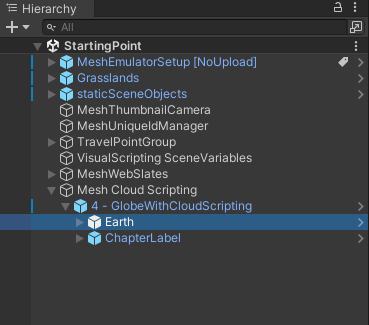 Hierarchy
All
StartingPoint
MeshEmulatorSetup [NoUpload]
Grasslands
staticSceneObjects
MeshThumbnailCamera
MeshUniqueIdManager
TravelPointGroup
VisualScripting SceneVariables
MeshWebSlates
Mesh Cloud Scripting
4 - GlobeWithCloudScripting
Earth
ChapterLabel